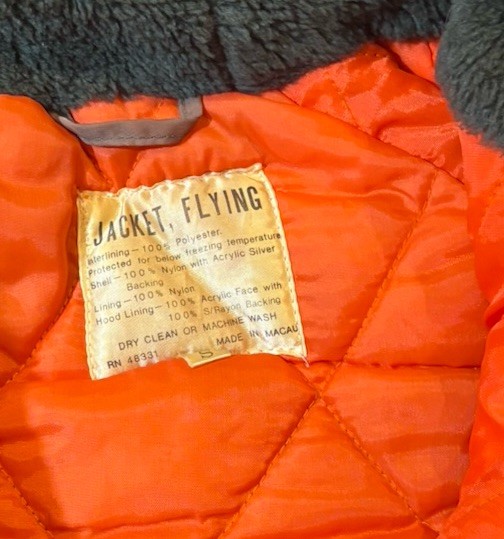 JACKET, FLYING
Interlining-100% Polyester.
Protected for below freezing temperature
Shell-100% Nylon with Acrylic Silver
Backing
Lining-100% Nylon
Hood Lining-100% Acrylic Face with
100% S/Rayon Backing
DRY CLEAN OR MACHINE WASH
RN 46331 MADE IN MACAU
S